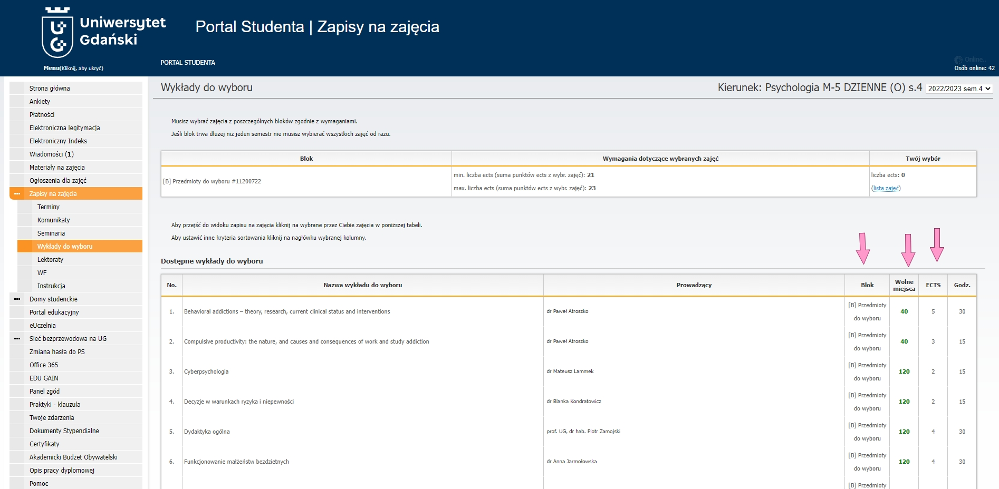 Uniwersytet
Gdański
Portal Studenta | Zapisy na zajęcia
PORTAL STUDENTA
Menu(Kliknij, aby ukryć)
Online..
Osób online: 42
Strona główna
Ankiety
Płatności
Elektroniczna legitymacja
Elektroniczny Indeks
Wiadomości (1)
Materiały na zajęcia
Ogłoszenia dla zajęć
Zapisy na zajęcia
Terminy
Komunikaty
Seminaria
Wykłady do wyboru
Lektoraty
WF
Instrukcja
Domy studenckie
Portal edukacyjny
eUczelnia
Sieć bezprzewodowa na UG
Zmiana hasła do PS
Office 365
EDU GAIN
Panel zgód
Praktyki - klauzula
Twoje zdarzenia
Dokumenty Stypendialne
Certyfikaty
Akademicki Budżet Obywatelski
Opis pracy dyplomowej
Pomoc
Wykłady do wyboru
Kierunek: Psychologia M-5 DZIENNE (O) s.4 2022/2023 sem.4
Musisz wybrać zajęcia z poszczególnych bloków zgodnie z wymaganiami.
Jeśli blok trwa dłuzej niż jeden semestr nie musisz wybierać wszystkich zajęć od razu.
Blok Wymagania dotyczące wybranych zajęć Twój wybór
[B] Przedmioty do wyboru #11200722
min. liczba ects (suma punktów ects z wybr. zajęć): 21
max. liczba ects (suma punktów ects z wybr. zajęć): 23
liczba ects: 0
(lista zajęć)
Aby przejść do widoku zapisu na zajęcia kliknij na wybrane przez Ciebie zajęcia w poniższej tabeli.
Aby ustawić inne kryteria sortowania kliknij na nagłówku wybranej kolumny.
Dostępne wykłady do wyboru
No. Nazwa wykładu do wyboru Prowadzący Blok Wolne miejsca ECTS Godz.
1. Behavioral addictions – theory, research, current clinical status and interventions dr Paweł Atroszko [B] Przedmioty do wyboru 40 5 30
2. Compulsive productivity: the nature, and causes and consequences of work and study addiction dr Paweł Atroszko [B] Przedmioty do wyboru 40 3 15
3. Cyberpsychologia dr Mateusz Lammek [B] Przedmioty do wyboru 120 2 15
4. Decyzje w warunkach ryzyka i niepewności dr Blanka Kondratowicz [B] Przedmioty do wyboru 120 2 15
5. Dydaktyka ogólna prof. UG, dr hab. Piotr Zamojski [B] Przedmioty do wyboru 120 4 30
6. Funkcjonowanie małżeństw bezdzietnych dr Anna Jarmołowska [B] Przedmioty do wyboru 120 4 30
[B] Przedmioty